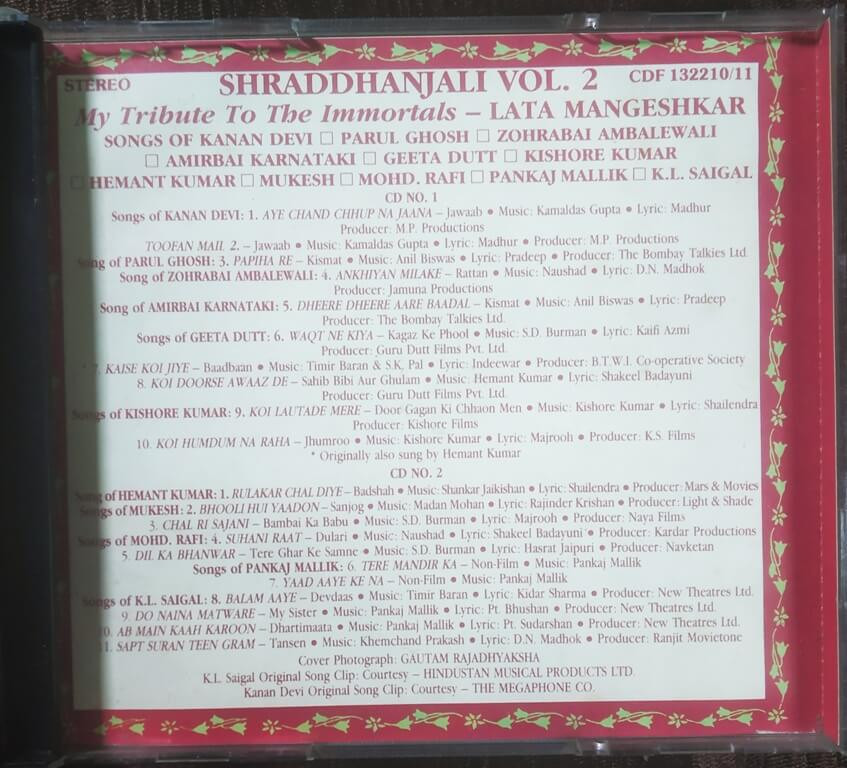 STEREO
SHRADDHANJALI VOL. 2
CDF 132210/11
My Tribute To The Immortals – LATA MANGESHKAR
SONGS OF KANAN DEVI □ PARUL GHOSH □ ZOHRABAI AMBALEWALI
□ AMIRBAI KARNATAKI □ GEETA DUTT □ KISHORE KUMAR
□ HEMANT KUMAR □ MUKESH □ MOHD. RAFI □ PANKAJ MALLIK □ K.L. SAIGAL
CD NO. 1
Songs of KANAN DEVI: 1. AYE CHAND CHHUP NA JAANA – Jawaab ● Music: Kamaldas Gupta ● Lyric: Madhur
Producer: M.P. Productions
TOOFAN MAIL 2. – Jawaab ● Music: Kamaldas Gupta ● Lyric: Madhur ● Producer: M.P. Productions
Song of PARUL GHOSH: 3. PAPIHA RE – Kismat ● Music: Anil Biswas ● Lyric: Pradeep ● Producer: The Bombay Talkies Ltd.
Song of ZOHRABAI AMBALEWALI: 4. ANKHIYAN MILAKE – Rattan ● Music: Naushad ● Lyric: D.N. Madhok
Producer: Jamuna Productions
Song of AMIRBAI KARNATAKI: 5. DHEERE DHEERE AARE BAADAL – Kismat ● Music: Anil Biswas ● Lyric: Pradeep
Producer: The Bombay Talkies Ltd.
Songs of GEETA DUTT: 6. WAQT NE KIYA – Kagaz Ke Phool ● Music: S.D. Burman ● Lyric: Kaifi Azmi
Producer: Guru Dutt Films Pvt. Ltd.
* 7. KAISE KOI JIYE – Baadbaan ● Music: Timir Baran & S.K. Pal ● Lyric: Indeewar ● Producer: B.T.W.I. Co-operative Society
8. KOI DOORSE AWAAZ DE – Sahib Bibi Aur Ghulam ● Music: Hemant Kumar ● Lyric: Shakeel Badayuni
Producer: Guru Dutt Films Pvt. Ltd.
Songs of KISHORE KUMAR: 9. KOI LAUTADE MERE – Door Gagan Ki Chhaon Men ● Music: Kishore Kumar ● Lyric: Shailendra
Producer: Kishore Films
10. KOI HUMDUM NA RAHA – Jhumroo ● Music: Kishore Kumar ● Lyric: Majrooh ● Producer: K.S. Films
* Originally also sung by Hemant Kumar
CD NO. 2
Song of HEMANT KUMAR: 1. RULAKAR CHAL DIYE – Badshah ● Music: Shankar Jaikishan ● Lyric: Shailendra ● Producer: Mars & Movies
Songs of MUKESH: 2. BHOOLI HUI YAADON – Sanjog ● Music: Madan Mohan ● Lyric: Rajinder Krishan ● Producer: Light & Shade
3. CHAL RI SAJANI – Bambai Ka Babu ● Music: S.D. Burman ● Lyric: Majrooh ● Producer: Naya Films
Songs of MOHD. RAFI: 4. SUHANI RAAT – Dulari ● Music: Naushad ● Lyric: Shakeel Badayuni ● Producer: Kardar Productions
5. DIL KA BHANWAR – Tere Ghar Ke Samne ● Music: S.D. Burman ● Lyric: Hasrat Jaipuri ● Producer: Navketan
Songs of PANKAJ MALLIK: 6. TERE MANDIR KA – Non-Film ● Music: Pankaj Mallik
7. YAAD AAYE KE NA – Non-Film ● Music: Pankaj Mallik
Songs of K.L. SAIGAL: 8. BALAM AAYE – Devdaas ● Music: Timir Baran ● Lyric: Kidar Sharma ● Producer: New Theatres Ltd.
9. DO NAINA MATWARE – My Sister ● Music: Pankaj Mallik ● Lyric: Pt. Bhushan ● Producer: New Theatres Ltd.
10. AB MAIN KAAH KAROON – Dhartimaata ● Music: Pankaj Mallik ● Lyric: Pt. Sudarshan ● Producer: New Theatres Ltd.
11. SAPT SURAN TEEN GRAM – Tansen ● Music: Khemchand Prakash ● Lyric: D.N. Madhok ● Producer: Ranjit Movietone
Cover Photograph: GAUTAM RAJADHYAKSHA
K.L. Saigal Original Song Clip: Courtesy – HINDUSTAN MUSICAL PRODUCTS LTD.
Kanan Devi Original Song Clip: Courtesy – THE MEGAPHONE CO.